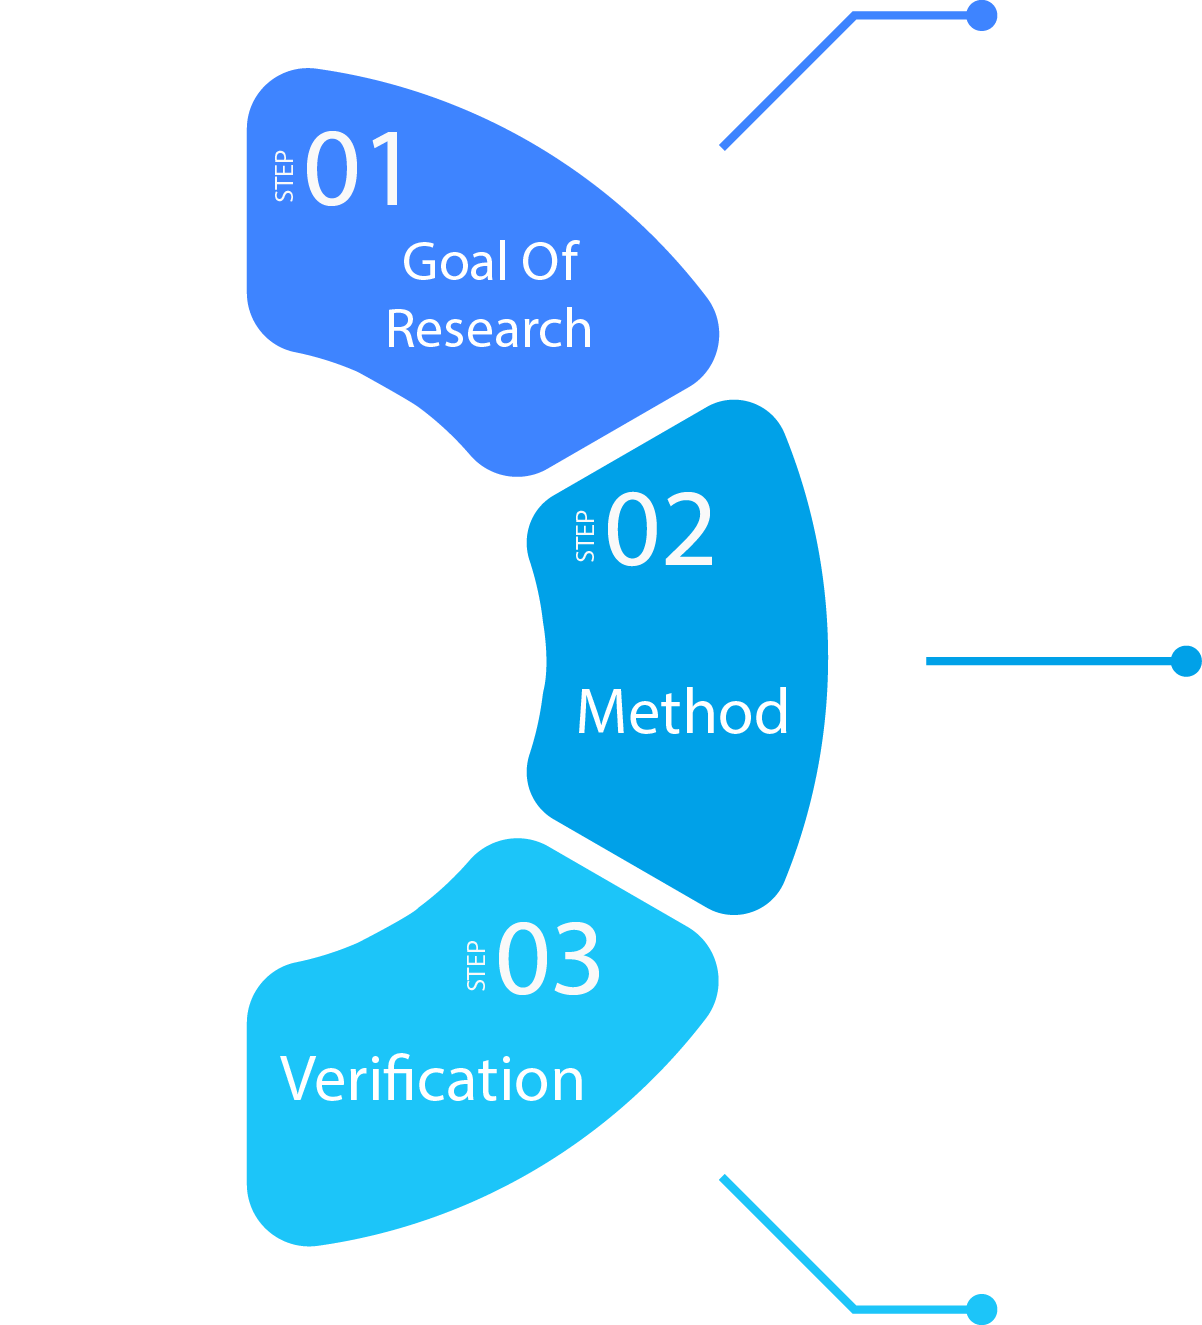 STEP 01
Goal Of
Research
STEP 02
Method
STEP 03
Verification